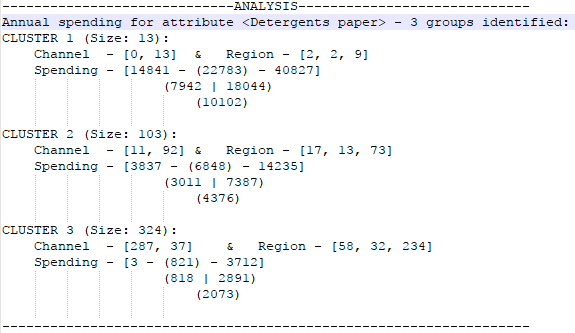 ----------------------------ANALYSIS----------------------------
Annual spending for attribute <Detergents paper> - 3 groups identified:
CLUSTER 1 (Size: 13):
    Channel  - [0, 13]  &   Region - [2, 2, 9]
    Spending - [14841 - (22783) - 40827]
                    (7942 | 18044)
                        (10102)

CLUSTER 2 (Size: 103):
    Channel  - [11, 92] &   Region - [17, 13, 73]
    Spending - [3837 - (6848) - 14235]
                    (3011 | 7387)
                        (4376)

CLUSTER 3 (Size: 324):
    Channel  - [287, 37]    &   Region - [58, 32, 234]
    Spending - [3 - (821) - 3712]
                    (818 | 2891)
                        (2073)

----------------------------------------------------------------